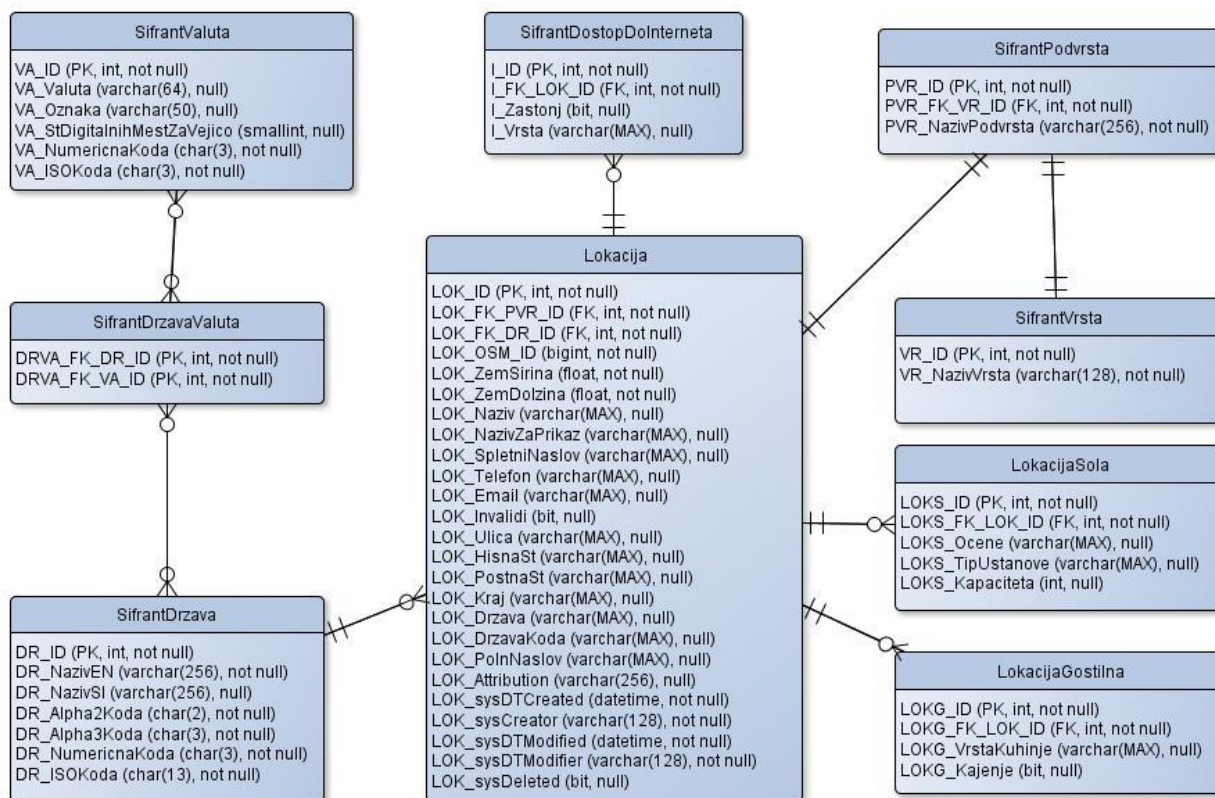 SifrantValuta
VA_ID (PK, int, not null)
VA_Valuta (varchar(64), null)
VA_Oznaka (varchar(50), null)
VA_StDigitalnihMestZaVejico (smallint, null)
VA_NumericnaKoda (char(3), not null)
VA_ISOKoda (char(3), not null)
SifrantDostopDoInterneta
I_ID (PK, int, not null)
I_FK_LOK_ID (FK, int, not null)
I_Zastonj (bit, null)
I_Vrsta (varchar(MAX), null)
SifrantPodvrsta
PVR_ID (PK, int, not null)
PVR_FK_VR_ID (FK, int, not null)
PVR_NazivPodvrsta (varchar(256), not null)
SifrantDrzavaValuta
DRVA_FK_DR_ID (PK, int, not null)
DRVA_FK_VA_ID (PK, int, not null)
Lokacija
LOK_ID (PK, int, not null)
LOK_FK_PVR_ID (FK, int, not null)
LOK_FK_DR_ID (FK, int, not null)
LOK_OSM_ID (bigint, not null)
LOK_ZemSirina (float, not null)
LOK_ZemDolzina (float, not null)
LOK_Naziv (varchar(MAX), null)
LOK_NazivZaPrikaz (varchar(MAX), null)
LOK_SpletniNaslov (varchar(MAX), null)
LOK_Telefon (varchar(MAX), null)
LOK_Email (varchar(MAX), null)
LOK_Invalidi (bit, null)
LOK_Ulica (varchar(MAX), null)
LOK_HisnaSt (varchar(MAX), null)
LOK_PostnaSt (varchar(MAX), null)
LOK_Kraj (varchar(MAX), null)
LOK_Drzava (varchar(MAX), null)
LOK_DrzavaKoda (varchar(MAX), null)
LOK_PolnNaslov (varchar(MAX), null)
LOK_Attribution (varchar(256), null)
LOK_sysDTCreated (datetime, not null)
LOK_sysCreator (varchar(128), not null)
LOK_sysDTModified (datetime, not null)
LOK_sysDTModifier (varchar(128), not null)
LOK_sysDeleted (bit, null)
SifrantVrsta
VR_ID (PK, int, not null)
VR_NazivVrsta (varchar(128), not null)
LokacijaSola
LOKS_ID (PK, int, not null)
LOKS_FK_LOK_ID (FK, int, not null)
LOKS_Ocene (varchar(MAX), null)
LOKS_TipUstanove (varchar(MAX), null)
LOKS_Kapaciteta (int, null)
SifrantDrzava
DR_ID (PK, int, not null)
DR_NazivEN (varchar(256), not null)
DR_NazivSI (varchar(256), null)
DR_Alpha2Koda (char(2), not null)
DR_Alpha3Koda (char(3), not null)
DR_NumericnaKoda (char(3), not null)
DR_ISOKoda (char(13), not null)
LokacijaGostilna
LOKG_ID (PK, int, not null)
LOKG_FK_LOK_ID (FK, int, not null)
LOKG_VrstaKuhinje (varchar(MAX), null)
LOKG_Kajenje (bit, null)